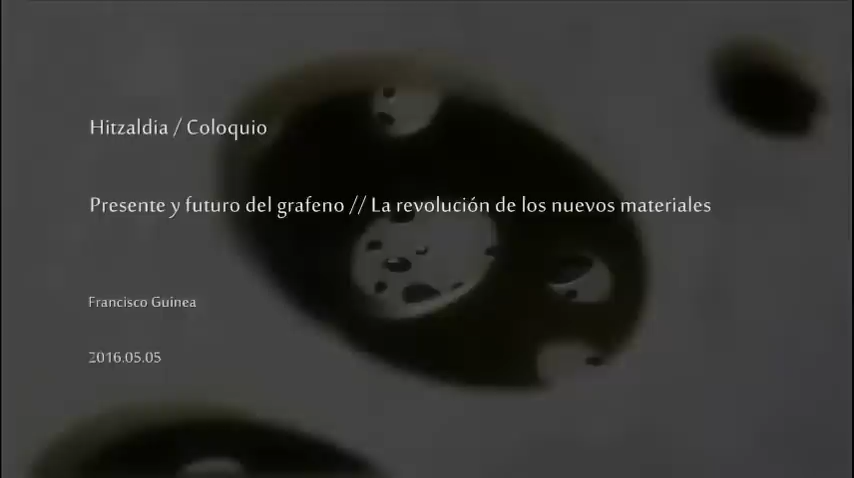 Hitzaldia / Coloquio
Presente y futuro del grafeno // La revolución de los nuevos materiales
Francisco Guinea
2016.05.05